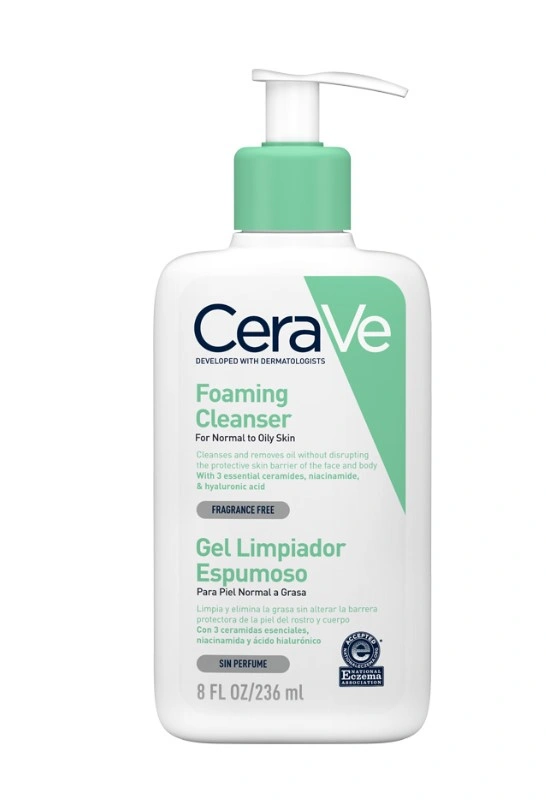 CeraVe
DEVELOPED WITH DERMATOLOGISTS
Foaming
Cleanser
For Normal to Oily Skin
Cleanses and removes oil without disrupting
the protective skin barrier of the face and body
With 3 essential ceramides, niacinamide,
& hyaluronic acid
FRAGRANCE FREE
Gel Limpiador
Espumoso
Para Piel Normal a Grasa
Limpia y elimina la grasa sin alterar la barrera
protectora de la piel del rostro y cuerpo
Con 3 ceramidas esenciales,
niacinamida y ácido hialurónico
SIN PERFUME
8 FL OZ/236 ml
ACCEPTED
e
NATIONAL
Eczema
ASSOCIATION